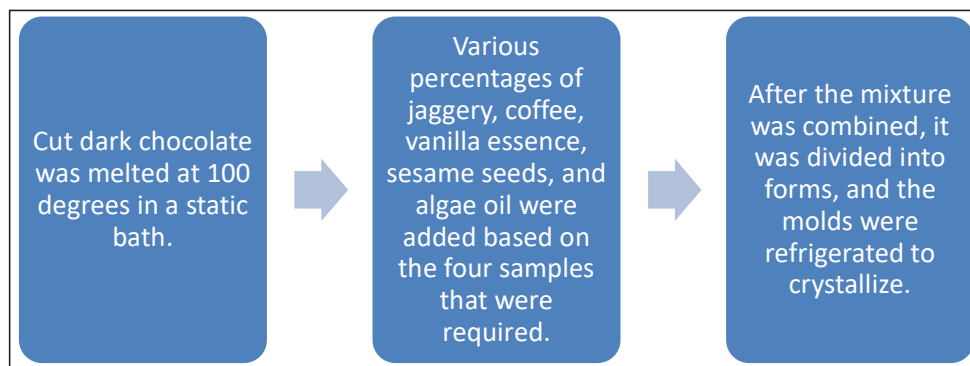 Cut dark chocolate
was melted at 100
degrees in a static
bath.
Various
percentages of
jaggery, coffee,
vanilla essence,
sesame seeds, and
algae oil were
added based on
the four samples
that were
required.
After the mixture
was combined, it
was divided into
forms, and the
molds were
refrigerated to
crystallize.